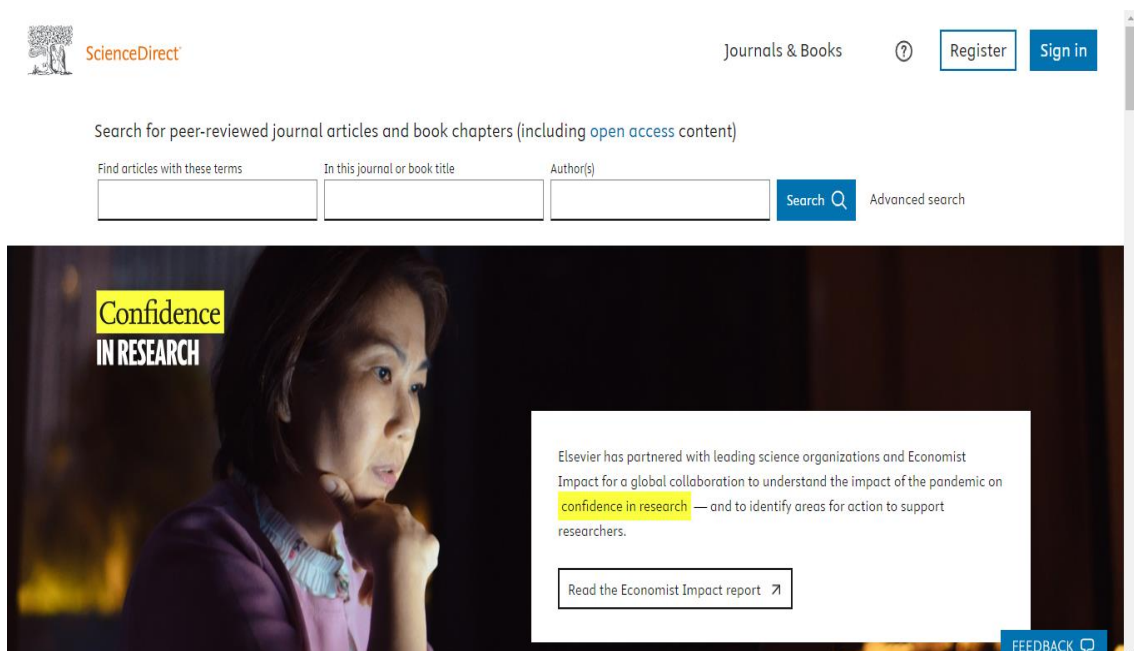 ScienceDirect
Journals & Books
?
Register
Sign in
Search for peer-reviewed journal articles and book chapters (including open access content)
Find articles with these terms
In this journal or book title
Author(s)
Search
Advanced search
Confidence
IN RESEARCH
Elsevier has partnered with leading science organizations and Economist
Impact for a global collaboration to understand the impact of the pandemic on
confidence in research — and to identify areas for action to support
researchers.
Read the Economist Impact report
FEEDBACK